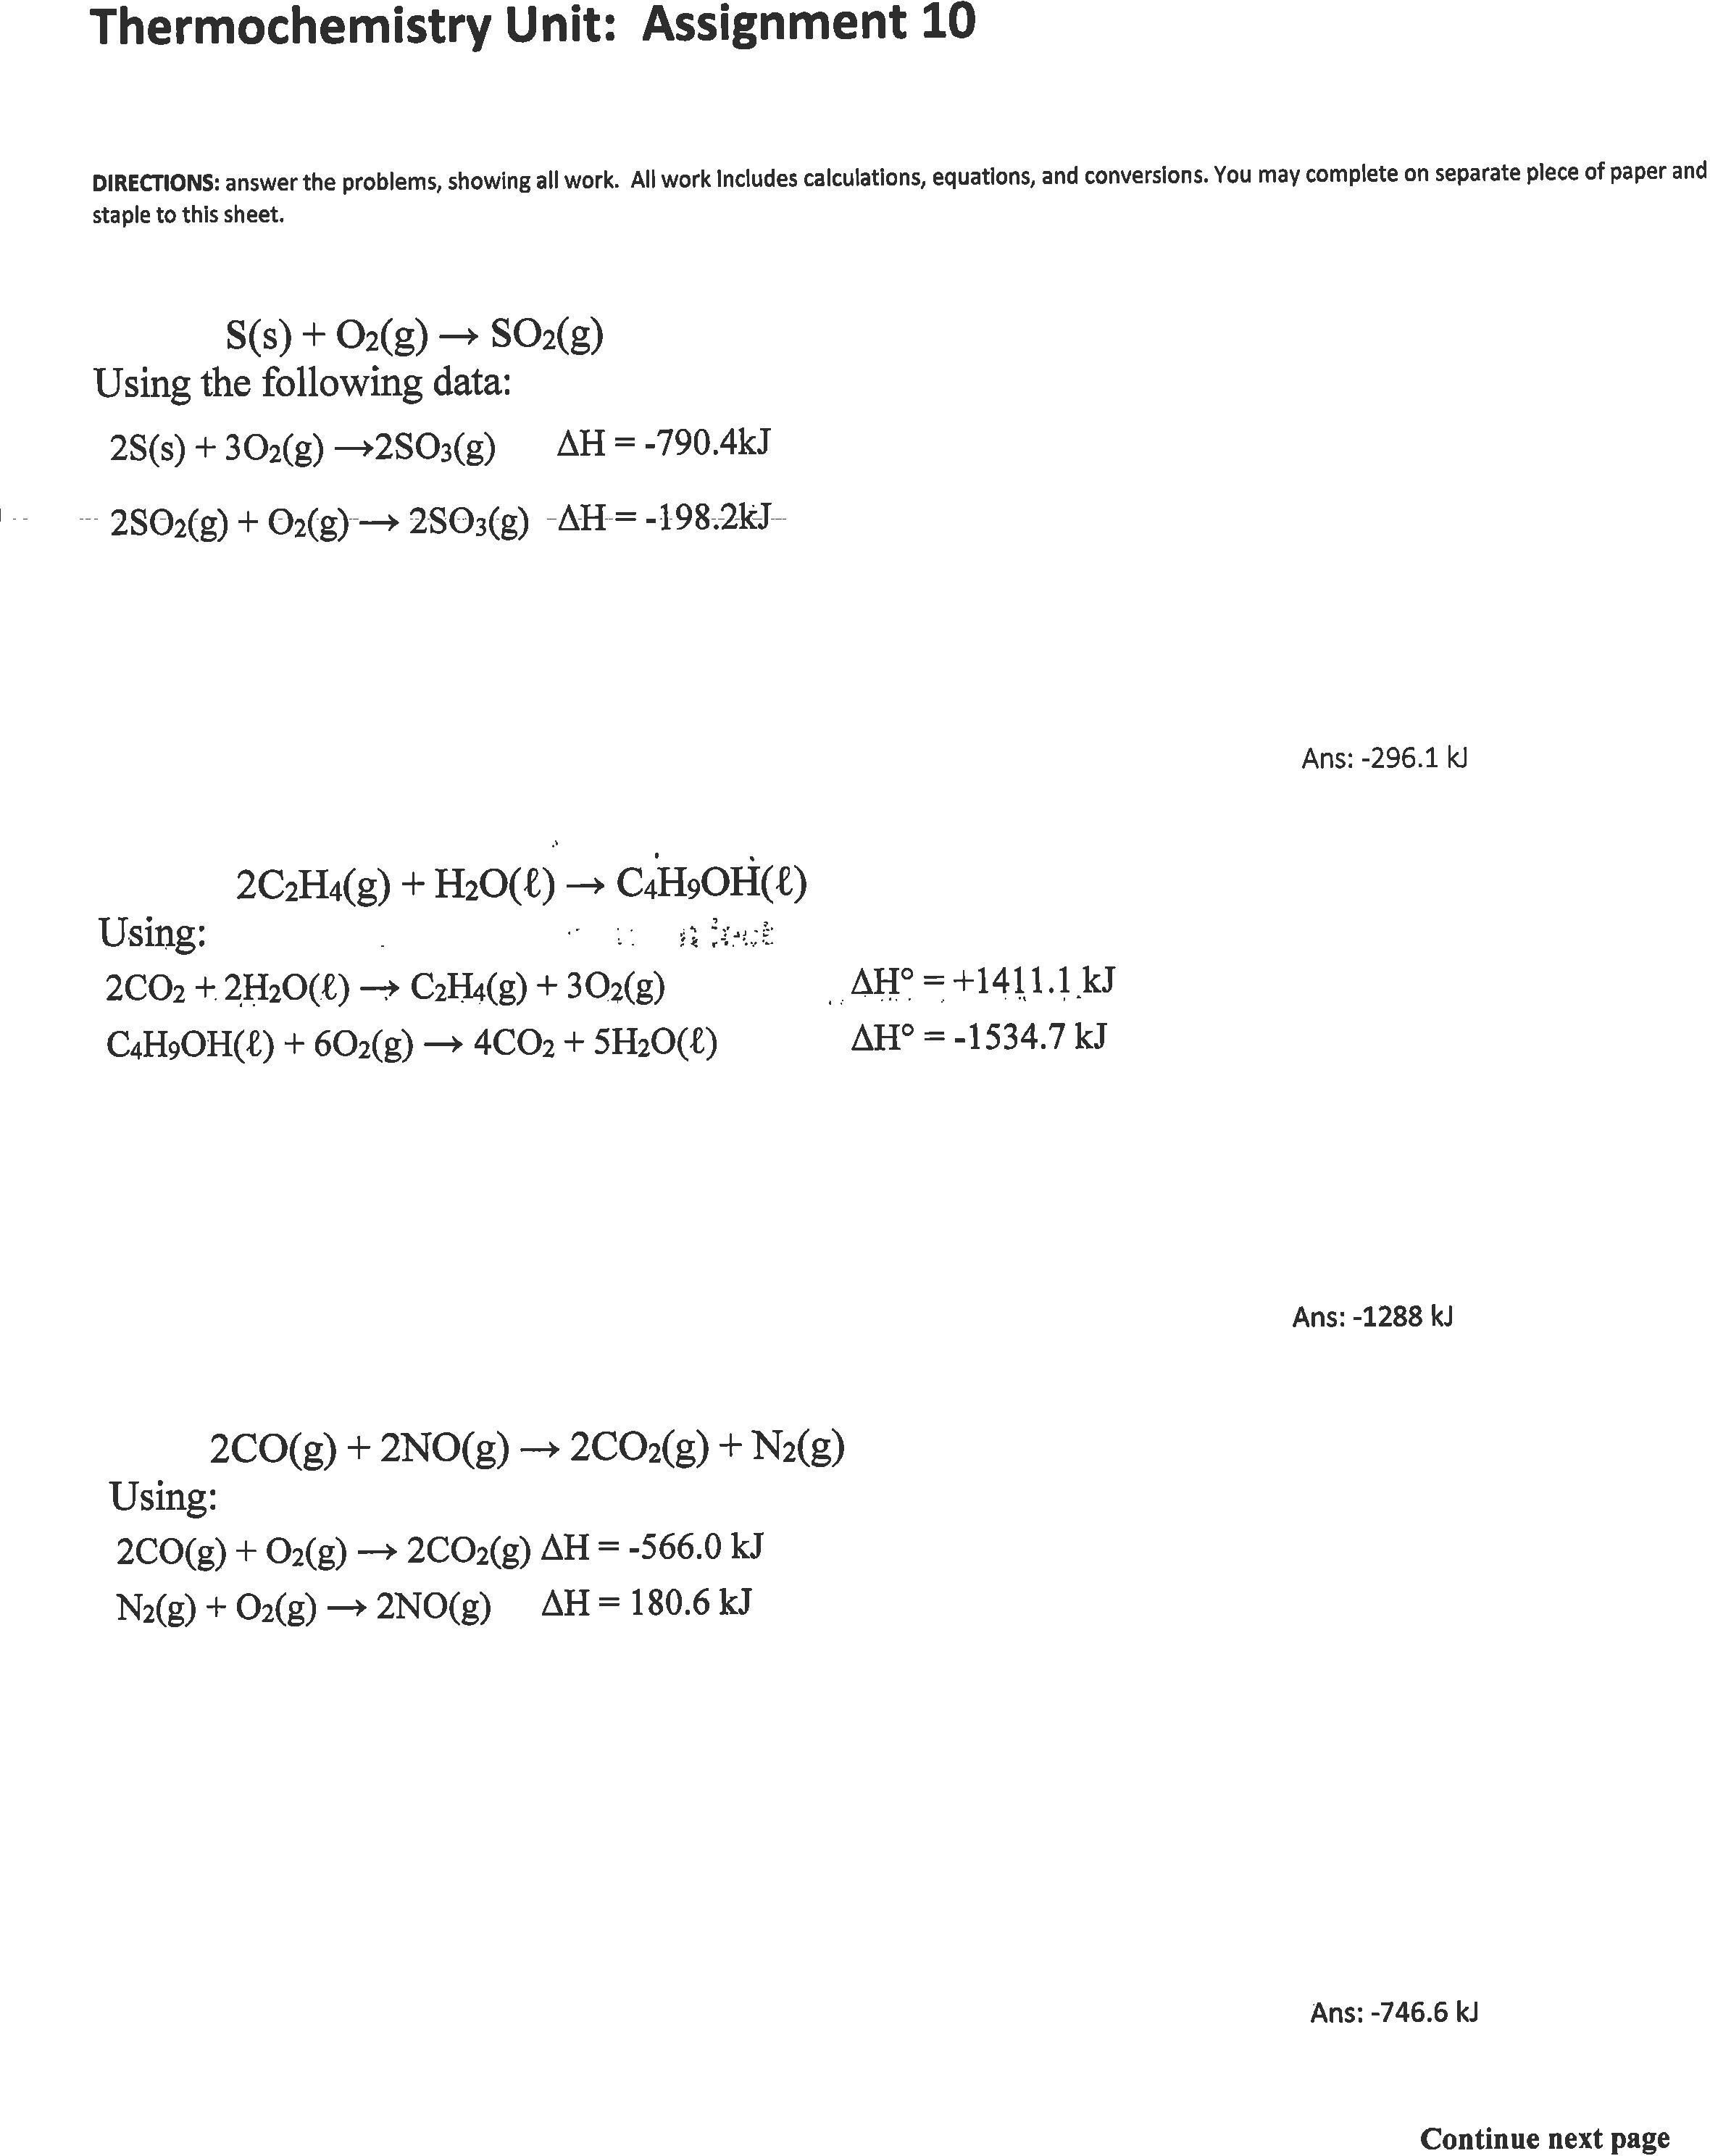 Thermochemistry Unit: Assignment 10
DIRECTIONS: answer the problems, showing all work. All work includes calculations, equations, and conversions. You may complete on separate piece of paper and
staple to this sheet.
S(s) + O₂(g) → SO₂(g)
Using the following data:
2S(s) + 3O₂(g) →2SO₃(g) ΔH = -790.4kJ
2SO₂(g) + O₂(g) → 2SO₃(g) ΔH = -198.2kJ
Ans: -296.1 kJ
2C₂H₄(g) + H₂O(ℓ) → C₄H₉OH(ℓ)
Using:
2CO₂ + 2H₂O(ℓ) → C₂H₄(g) + 3O₂(g) ΔH° = +1411.1 kJ
C₄H₉OH(ℓ) + 6O₂(g) → 4CO₂ + 5H₂O(ℓ) ΔH° = -1534.7 kJ
Ans: -1288 kJ
2CO(g) + 2NO(g) → 2CO₂(g) + N₂(g)
Using:
2CO(g) + O₂(g) → 2CO₂(g) ΔH = -566.0 kJ
N₂(g) + O₂(g) → 2NO(g) ΔH = 180.6 kJ
Ans: -746.6 kJ
Continue next page